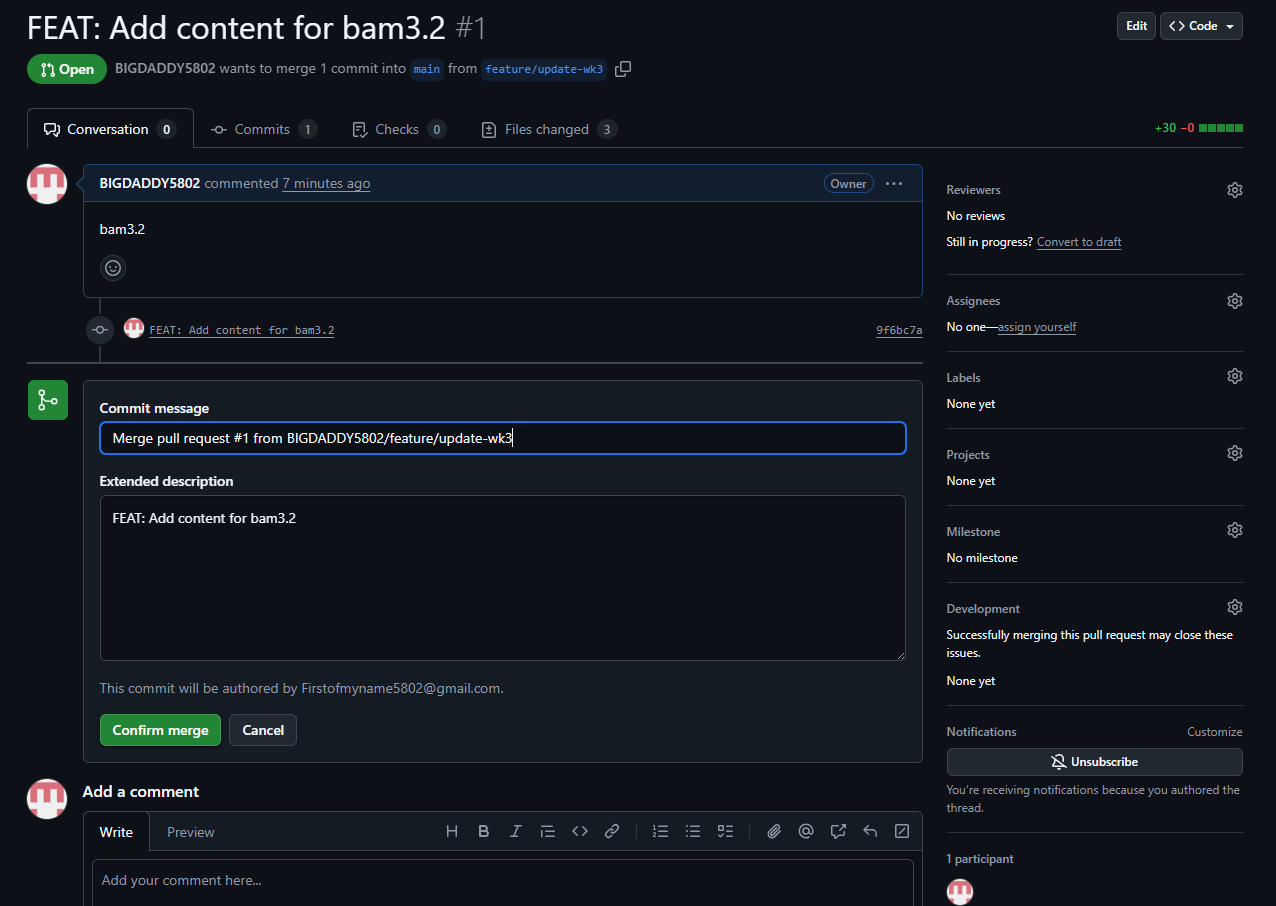 FEAT: Add content for bam3.2 #1
Edit
Code
Open
BIGDADDY5802 wants to merge 1 commit into main from feature/update-wk3
Conversation 0
Commits 1
Checks 0
Files changed 3
+30 −0
BIGDADDY5802 commented 7 minutes ago
Owner
bam3.2
FEAT: Add content for bam3.2
9f6bc7a
Commit message
Merge pull request #1 from BIGDADDY5802/feature/update-wk3
Extended description
FEAT: Add content for bam3.2
This commit will be authored by Firstofmyname5802@gmail.com.
Confirm merge
Cancel
Add a comment
Write
Preview
Add your comment here...
Reviewers
No reviews
Still in progress? Convert to draft
Assignees
No one—assign yourself
Labels
None yet
Projects
None yet
Milestone
No milestone
Development
Successfully merging this pull request may close these
issues.
None yet
Notifications
Customize
Unsubscribe
You're receiving notifications because you authored the
thread.
1 participant